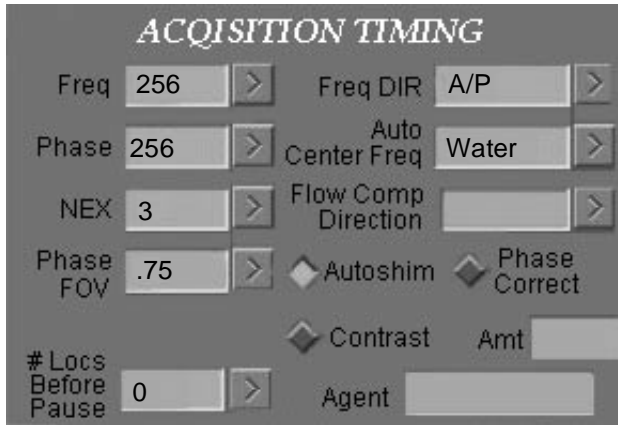 ACQISITION TIMING
Freq 256 > Freq DIR A/P >
Phase 256 > Auto Center Freq Water >
NEX 3 > Flow Comp Direction >
Phase FOV .75 > Autoshim Phase Correct
Contrast Amt
# Locs Before Pause 0 > Agent